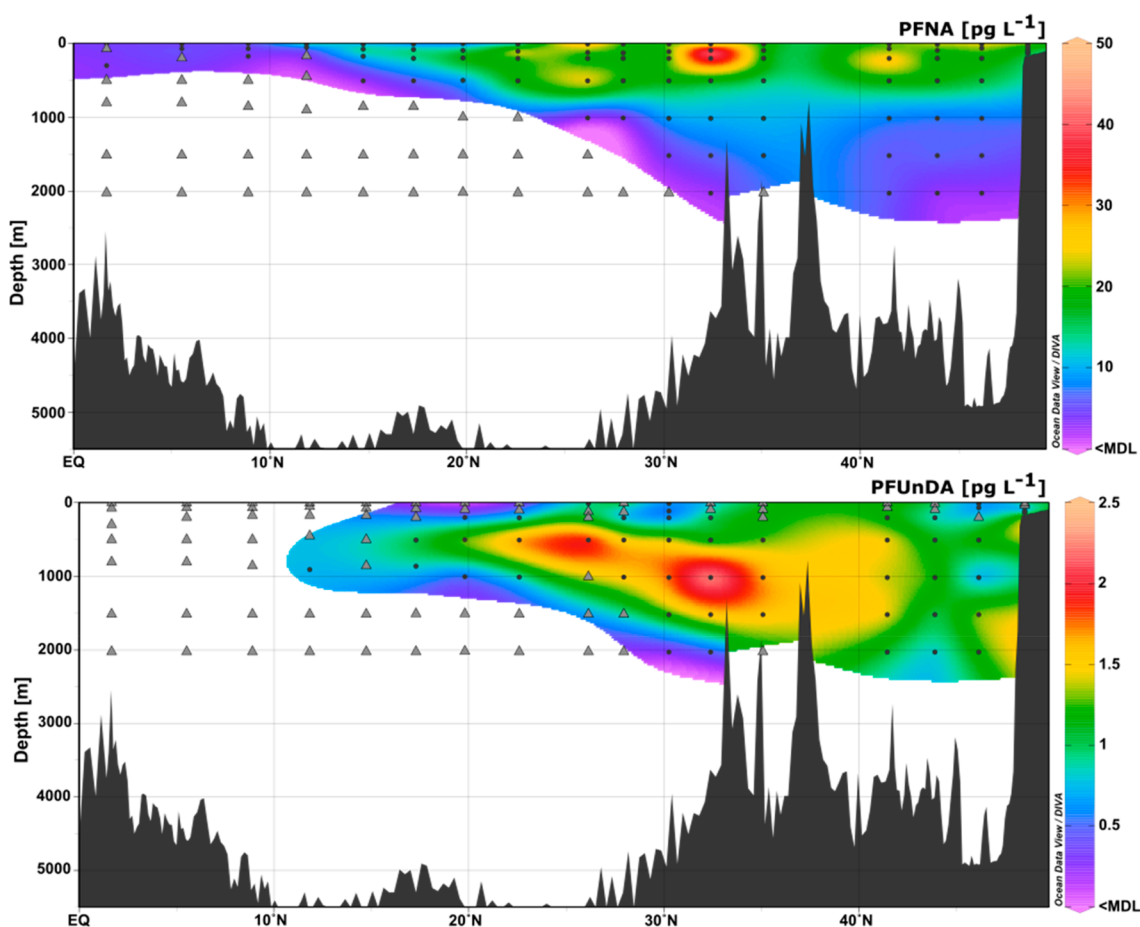 PFNA [pg L-1]
0
1000
2000
3000
4000
5000
Depth [m]
EQ
10°N
20°N
30°N
40°N
50
40
30
20
10
<MDL
Ocean Data View / DIVA
PFUnDA [pg L-1]
0
1000
2000
3000
4000
5000
Depth [m]
EQ
10°N
20°N
30°N
40°N
2.5
2
1.5
1
0.5
<MDL
Ocean Data View / DIVA